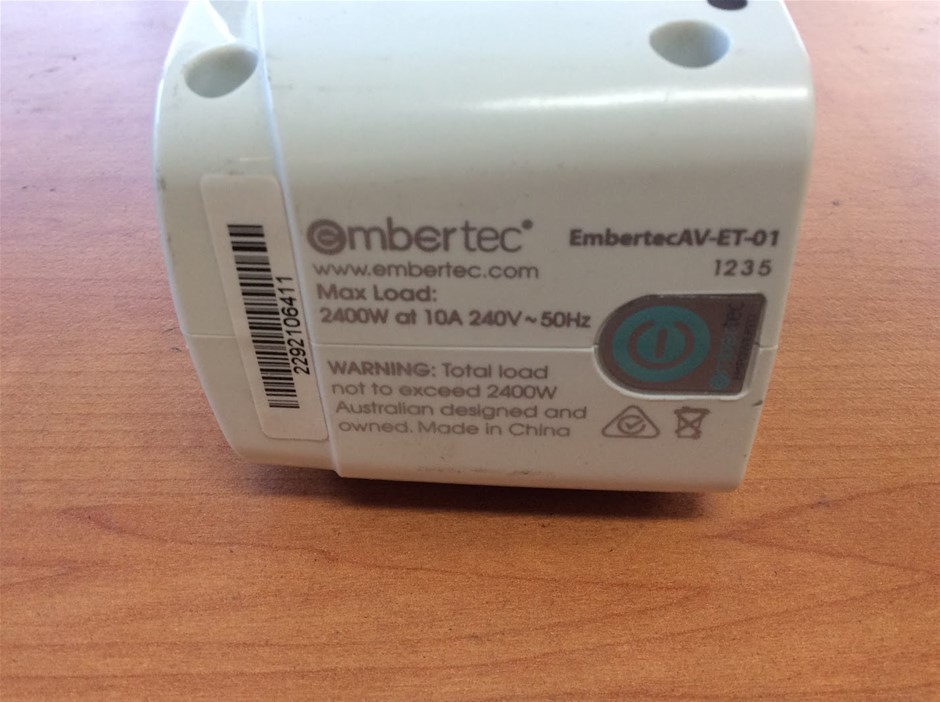 embertec
EmbertecAV-ET-01
www.embertec.com
1235
Max Load:
2400W at 10A 240V ~ 50Hz
WARNING: Total load
not to exceed 2400W
Australian designed and
owned. Made in China
2292106411